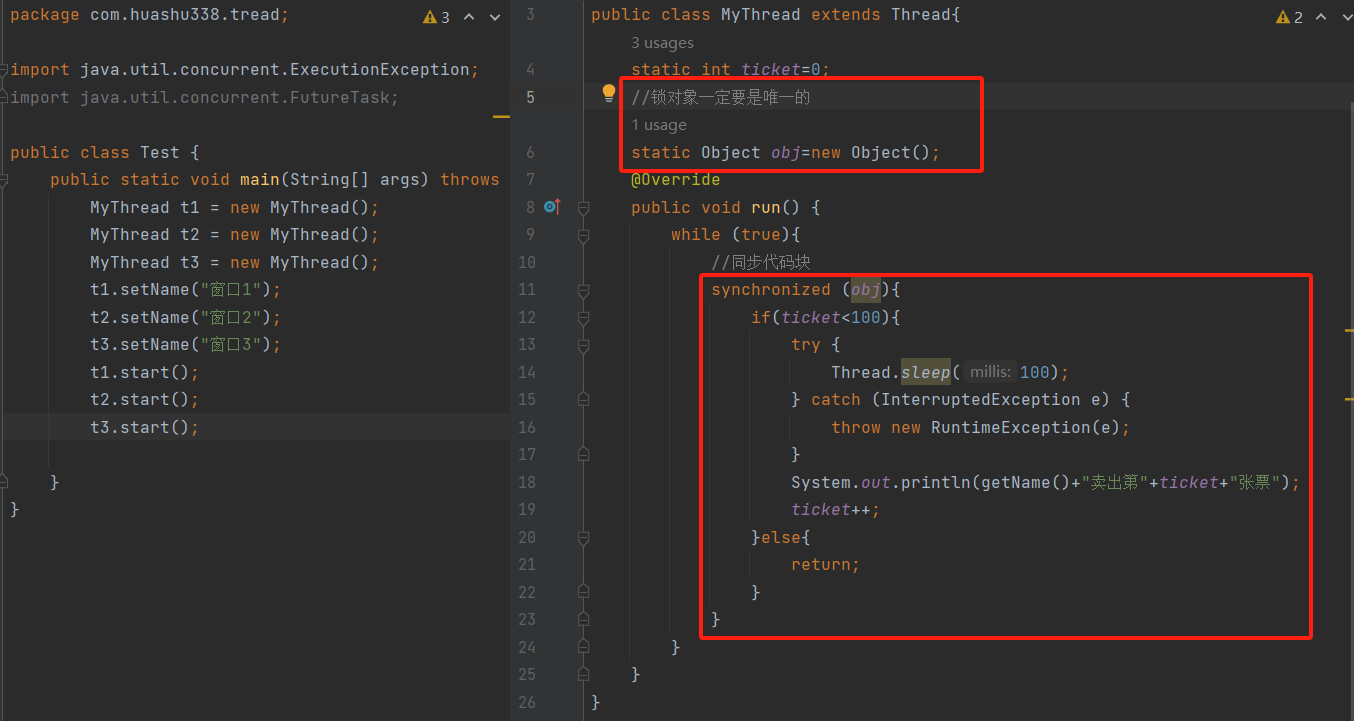 package com.huashu338.tread;
3
import java.util.concurrent.ExecutionException;
import java.util.concurrent.FutureTask;
public class Test {
public static void main(String[] args) throws
MyThread t1 = new MyThread();
MyThread t2 = new MyThread();
MyThread t3 = new MyThread();
t1.setName("窗口1");
t2.setName("窗口2");
t3.setName("窗口3");
t1.start();
t2.start();
t3.start();
}
}
3 public class MyThread extends Thread{
2
3 usages
4 static int ticket=0;
5 //锁对象一定要是唯一的
1 usage
6 static Object obj=new Object();
7 @Override
8 public void run() {
9 while (true){
10 //同步代码块
11 synchronized (obj){
12 if(ticket<100){
13 try {
14 Thread.sleep( millis: 100);
15 } catch (InterruptedException e) {
16 throw new RuntimeException(e);
17 }
18 System.out.println(getName()+"卖出第"+ticket+"张票");
19 ticket++;
20 }else{
21 return;
22 }
23 }
24 }
25 }
26 }